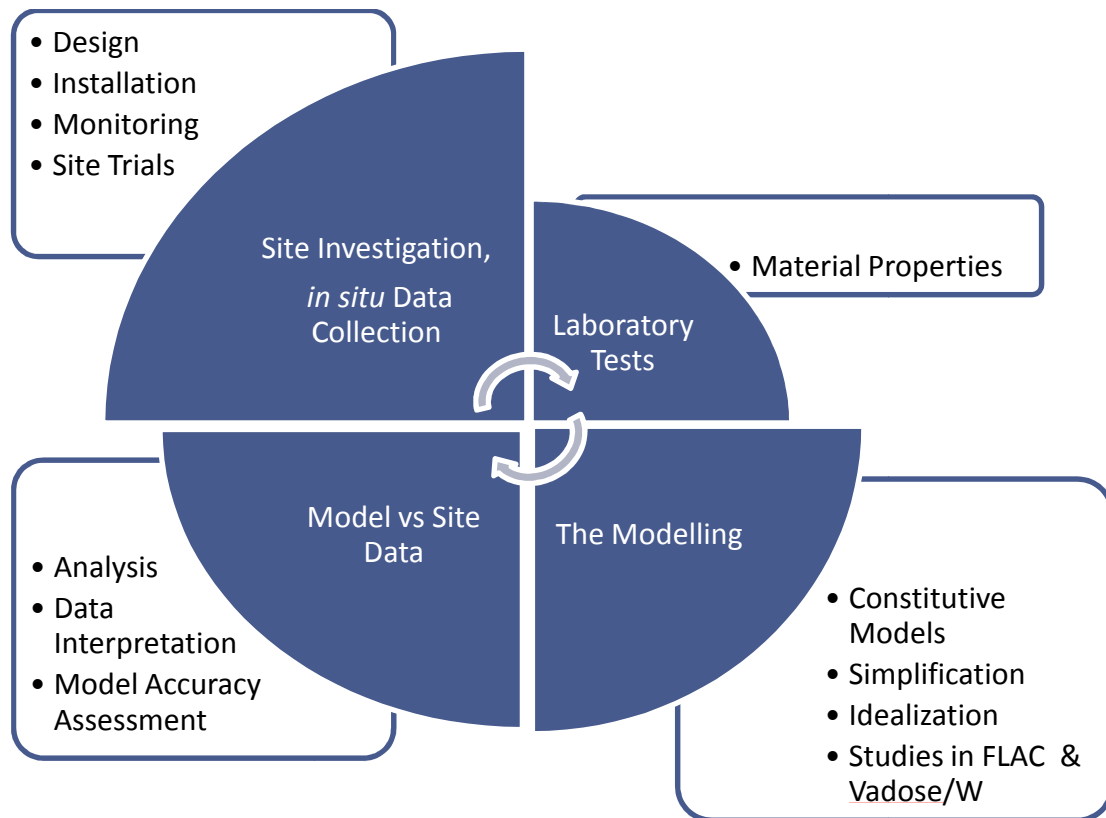 • Design
• Installation
• Monitoring
• Site Trials
Site Investigation,
in situ Data
Collection
• Material Properties
Laboratory
Tests
Model vs Site
Data
The Modelling
• Analysis
• Data
Interpretation
• Model Accuracy
Assessment
• Constitutive
Models
• Simplification
• Idealization
• Studies in FLAC &
Vadose/W